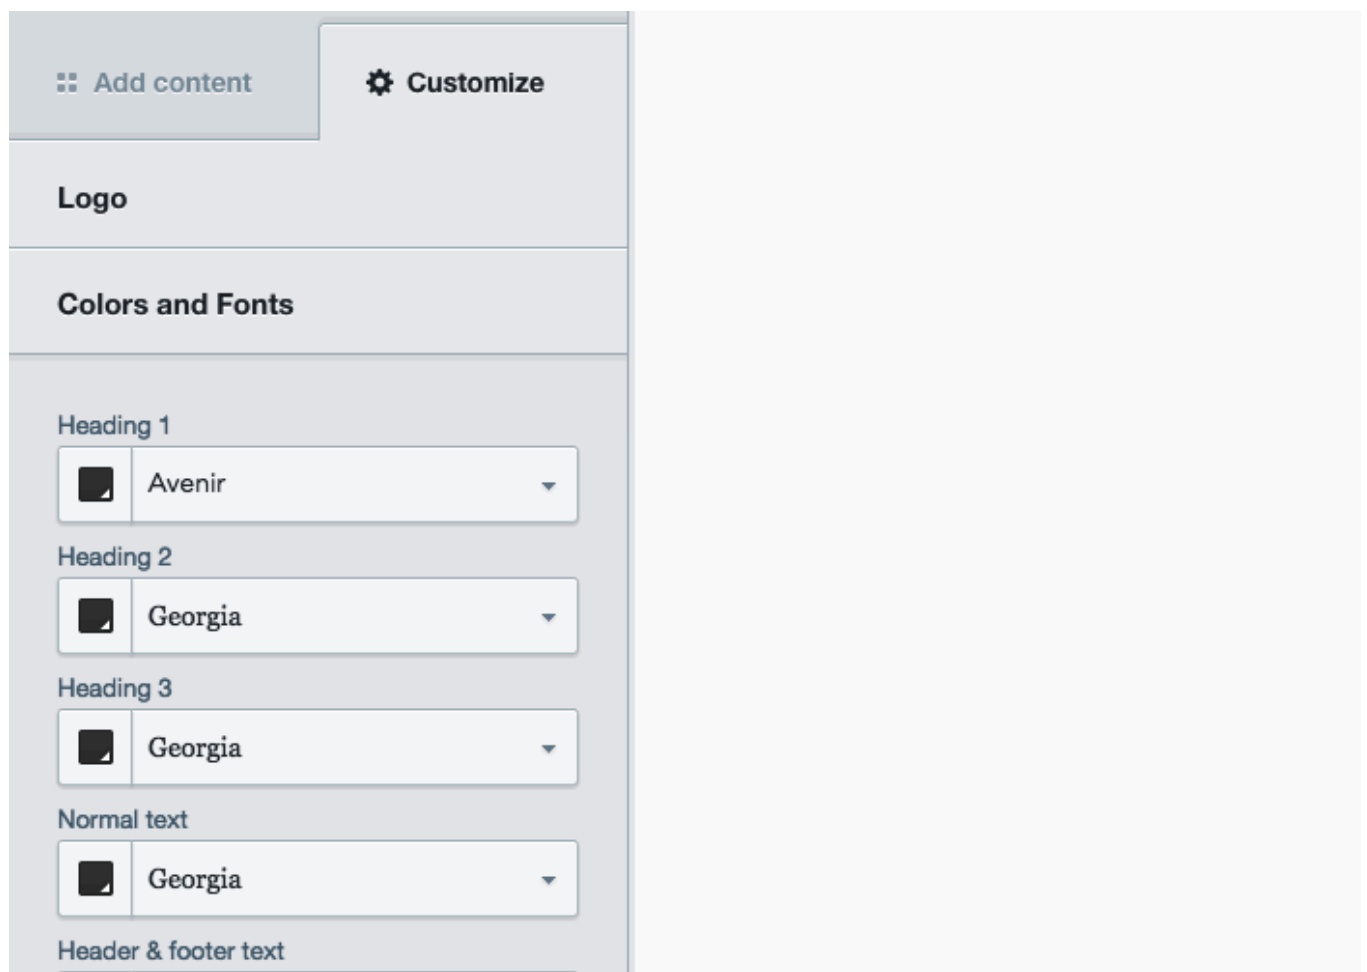 Add content
Customize
Logo
Colors and Fonts
Heading 1
Avenir
Heading 2
Georgia
Heading 3
Georgia
Normal text
Georgia
Header & footer text